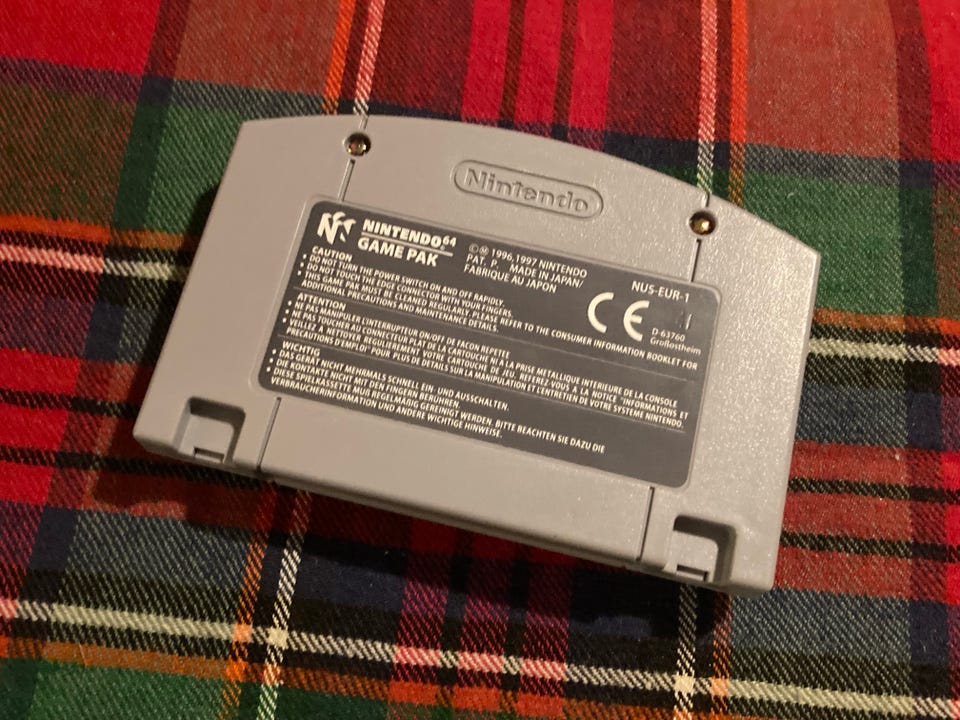 Nintendo
NINTENDO64
GAME PAK
©Ⓜ 1996,1997 NINTENDO
PAT. P. MADE IN JAPAN/
FABRIQUE AU JAPON
NUS-EUR-1
CE
D-63760
Großostheim
CAUTION
• DO NOT TURN THE POWER SWITCH ON AND OFF RAPIDLY.
• DO NOT TOUCH THE EDGE CONNECTOR WITH YOUR FINGERS.
• THIS GAME PAK MUST BE CLEANED REGULARLY. PLEASE REFER TO THE CONSUMER INFORMATION BOOKLET FOR
ADDITIONAL PRECAUTIONS AND MAINTENANCE DETAILS.
ATTENTION
• NE PAS MANIPULER L'INTERRUPTEUR ON/OFF DE FACON REPETEE
• NE PAS TOUCHER AU CONNECTEUR PLAT DE LA CARTOUCHE NI A LA PRISE METALLIQUE INTERIEURE DE LA CONSOLE
• VEILLEZ A NETTOYER REGULIEREMENT VOTRE CARTOUCHE DE JEU. REFEREZ-VOUS A LA NOTICE "INFORMATIONS ET
PRECAUTIONS D'EMPLOI" POUR PLUS DE DETAILS SUR LA MANIPULATION ET L'ENTRETIEN DA VOTRE SYSTEME NINTENDO.
WICHTIG
• DAS GERÄT NICHT MEHRMALS SCHNELL EIN- UND AUSSCHALTEN.
• DIE KONTAKTE NICHT MIT DEN FINGERN BERÜHREN.
• DIE SPIELKASSETTE MUSS REGELMÄSSIG GEREINIGT WERDEN. BITTE BEACHTEN SIE DAZU DIE
VERBRAUCHERINFORMATION UND ANDERE WICHTIGE HINWEISE.